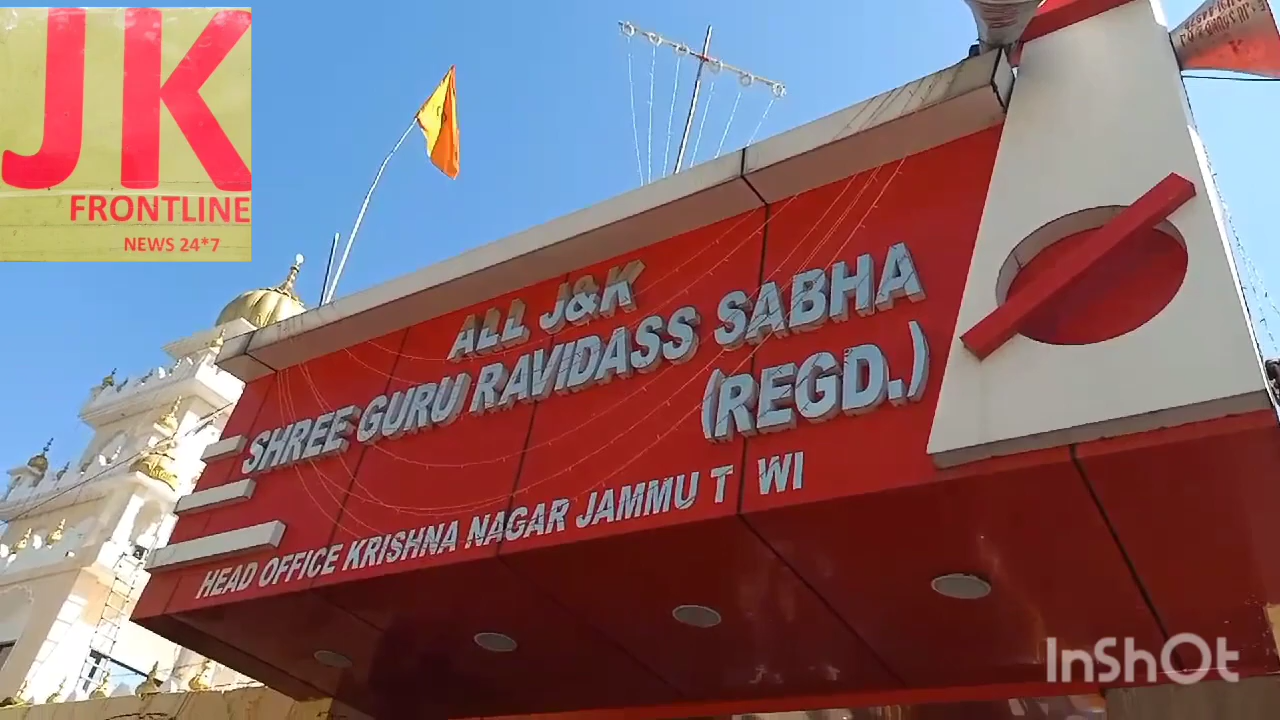 JK
FRONTLINE
NEWS 24*7
ALL J&K
SHREE GURU RAVIDASS SABHA
(REGD.)
HEAD OFFICE KRISHNA NAGAR JAMMU T WI
InShOt